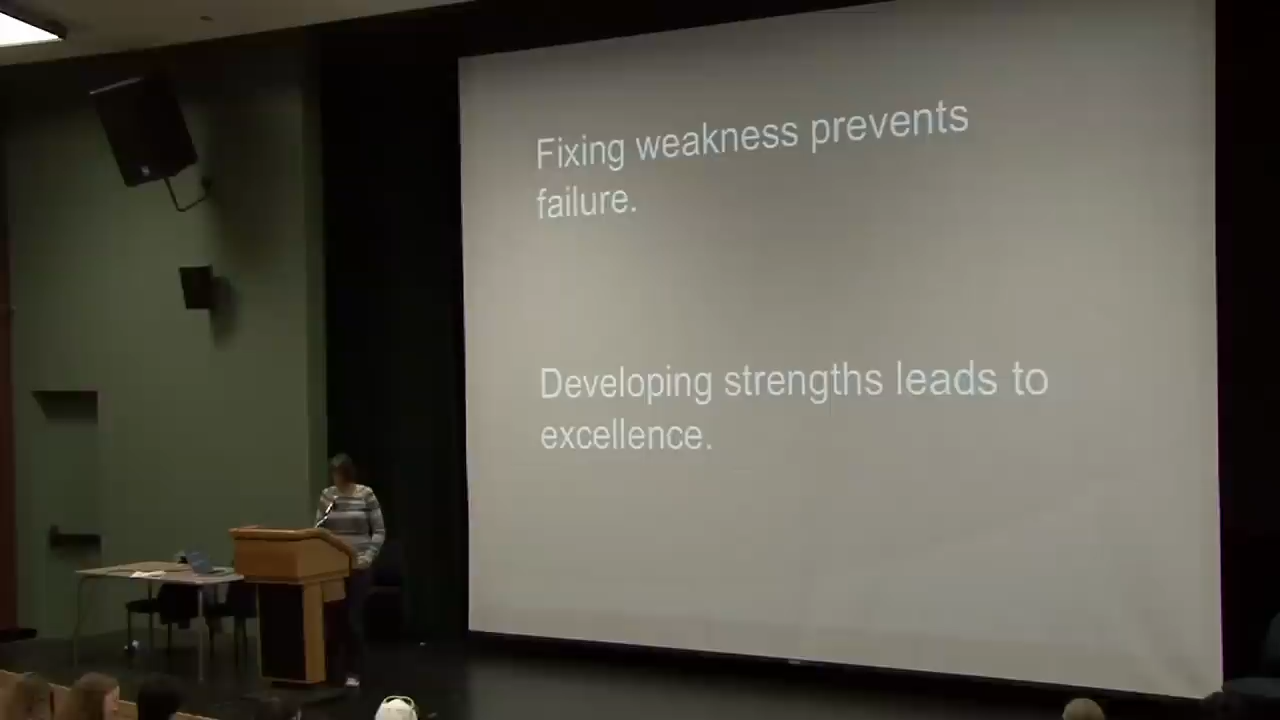 Fixing weakness prevents
failure.
Developing strengths leads to
excellence.